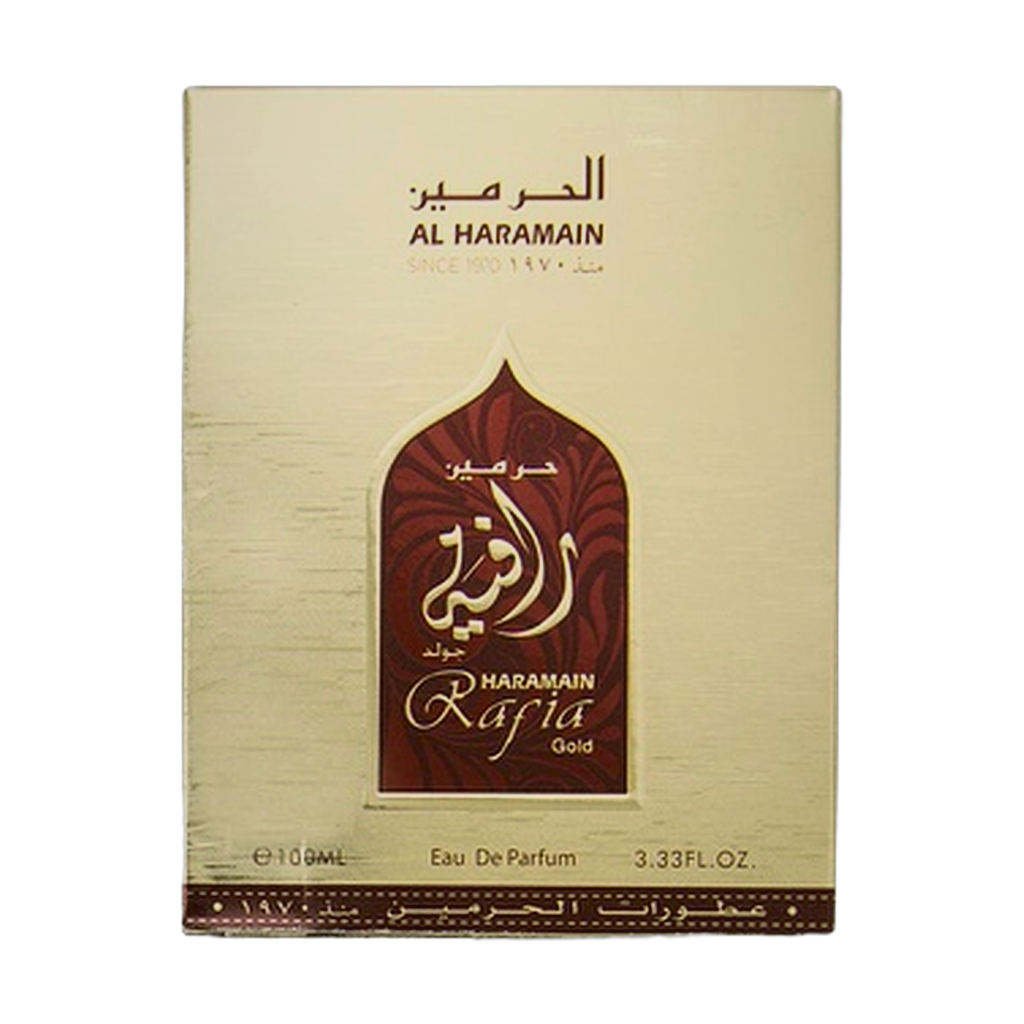 الحرمين
AL HARAMAIN
SINCE 1970 منذ ١٩٧٠
حرمين
رافية
جولد
HARAMAIN
Rafia
Gold
℮100ML Eau De Parfum 3.33FL.OZ.
• عطورات الحرمين منذ ١٩٧٠ •